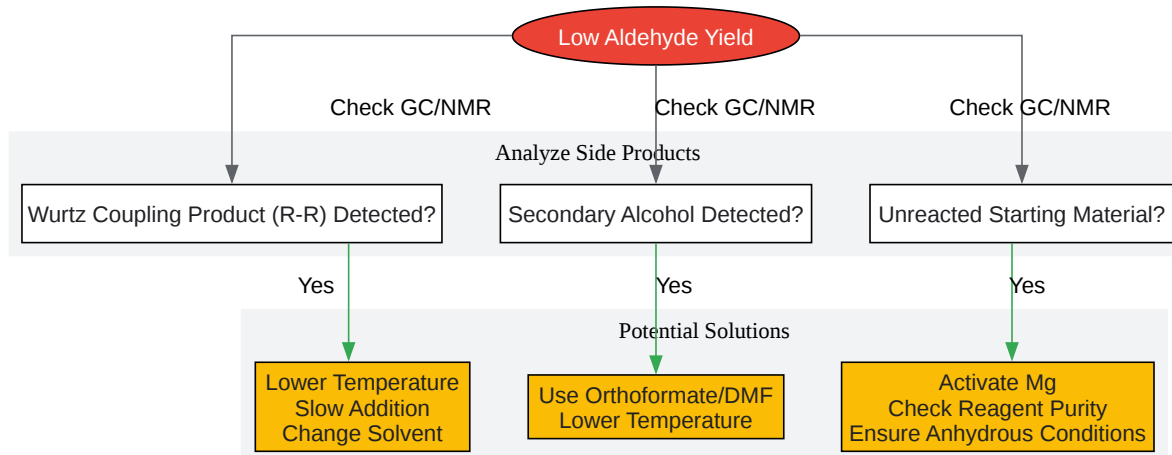 Low Aldehyde Yield
Check GC/NMR
Check GC/NMR
Check GC/NMR
Analyze Side Products
Wurtz Coupling Product (R-R) Detected?
Secondary Alcohol Detected?
Unreacted Starting Material?
Yes
Yes
Yes
Potential Solutions
Lower Temperature
Slow Addition
Change Solvent
Use Orthoformate/DMF
Lower Temperature
Activate Mg
Check Reagent Purity
Ensure Anhydrous Conditions